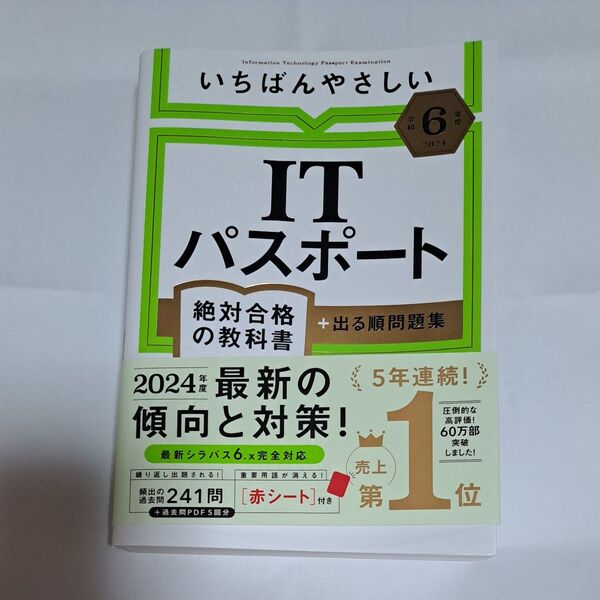 Information Technology Passport Examination
いちばんやさしい
令和6年度
2024
IT
パスポート
絶対合格
の教科書
+出る順問題集
2024年度 最新の
傾向と対策!
最新シラバス6.x完全対応
繰り返し出題される!
頻出の
過去問241問
+過去問PDF5回分
重要用語が消える!
[赤シート]付き
5年連続!
売上
第1位
圧倒的な
高評価!
60万部
突破
しました!